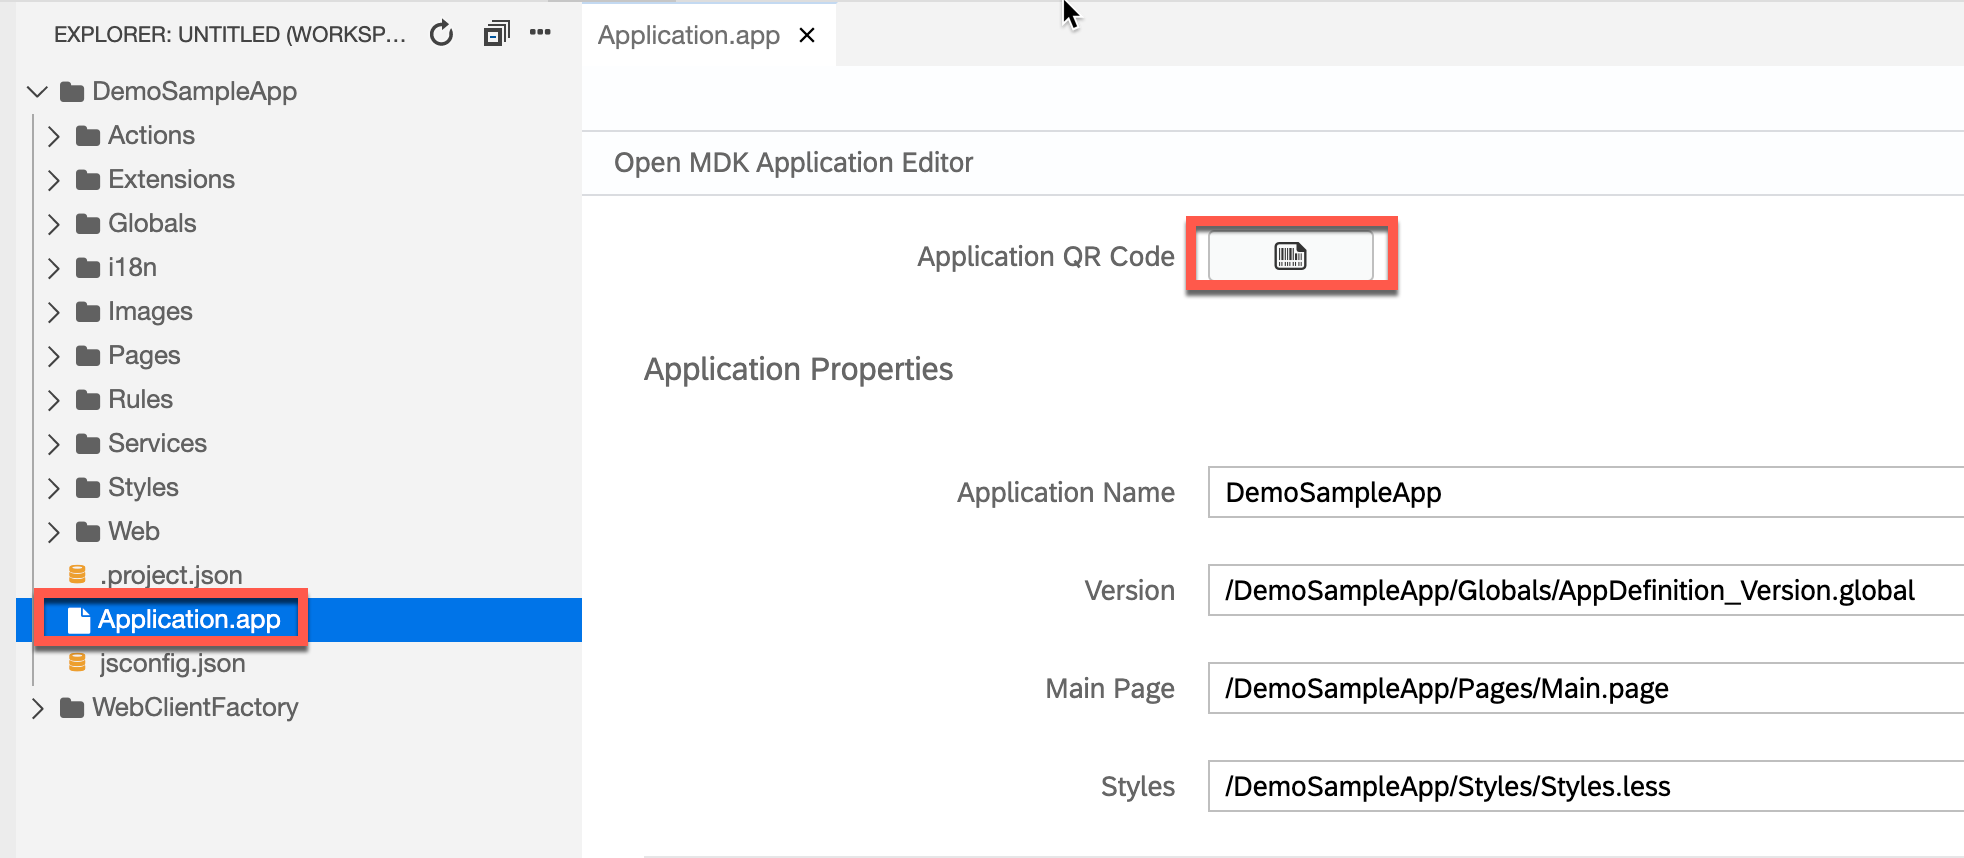 EXPLORER: UNTITLED (WORKSP...
DemoSampleApp
Actions
Extensions
Globals
i18n
Images
Pages
Rules
Services
Styles
Web
.project.json
Application.app
jsconfig.json
WebClientFactory
Application.app
Open MDK Application Editor
Application QR Code
Application Properties
Application Name DemoSampleApp
Version /DemoSampleApp/Globals/AppDefinition_Version.global
Main Page /DemoSampleApp/Pages/Main.page
Styles /DemoSampleApp/Styles/Styles.less